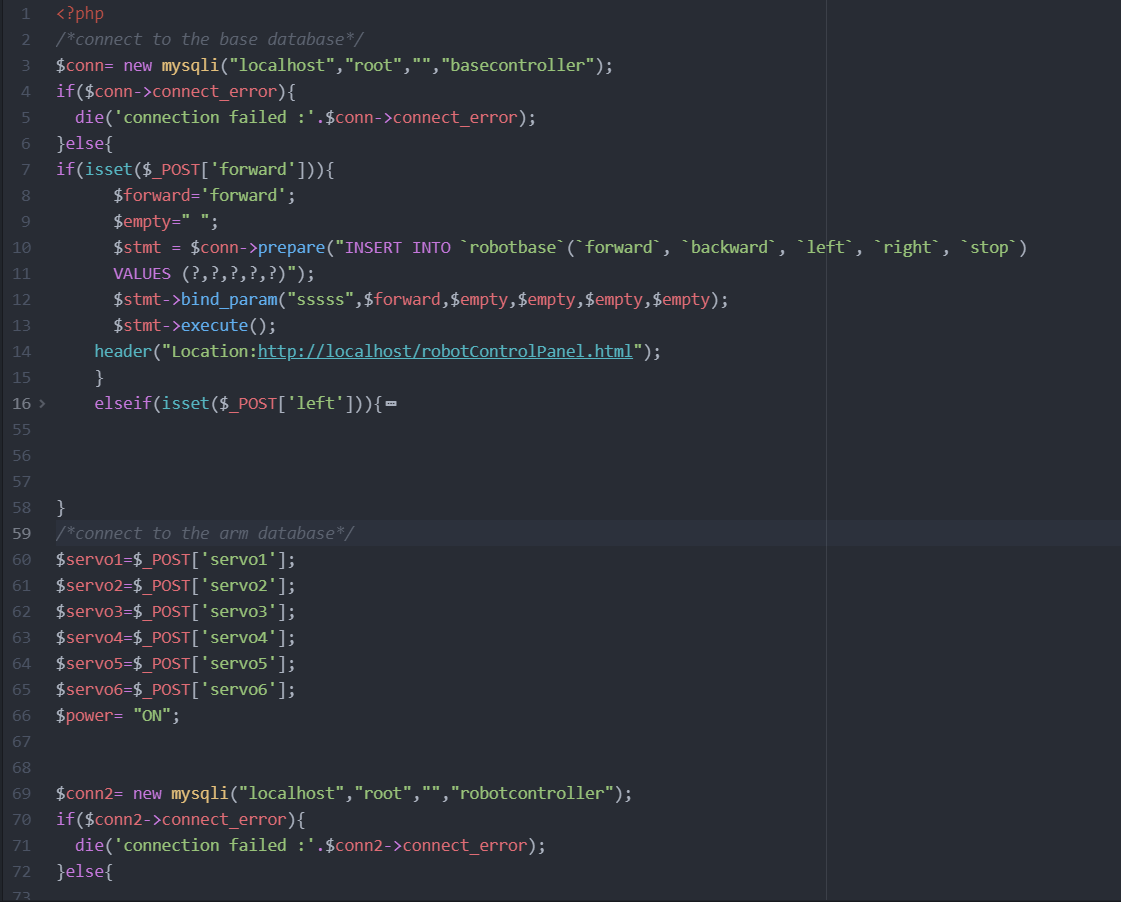 1 <?php
2 /*connect to the base database*/
3 $conn= new mysqli("localhost","root","","basecontroller");
4 if($conn->connect_error){
5   die('connection failed :'.$conn->connect_error);
6 }else{
7 if(isset($_POST['forward'])){
8       $forward='forward';
9       $empty=" ";
10       $stmt = $conn->prepare("INSERT INTO `robotbase`(`forward`, `backward`, `left`, `right`, `stop`)
11       VALUES (?,?,?,?,?)");
12       $stmt->bind_param("sssss",$forward,$empty,$empty,$empty,$empty);
13       $stmt->execute();
14     header("Location:http://localhost/robotControlPanel.html");
15     }
16 >     elseif(isset($_POST['left'])){
55
56
57
58 }
59 /*connect to the arm database*/
60 $servo1=$_POST['servo1'];
61 $servo2=$_POST['servo2'];
62 $servo3=$_POST['servo3'];
63 $servo4=$_POST['servo4'];
64 $servo5=$_POST['servo5'];
65 $servo6=$_POST['servo6'];
66 $power= "ON";
67
68
69 $conn2= new mysqli("localhost","root","","robotcontroller");
70 if($conn2->connect_error){
71   die('connection failed :'.$conn2->connect_error);
72 }else{
73